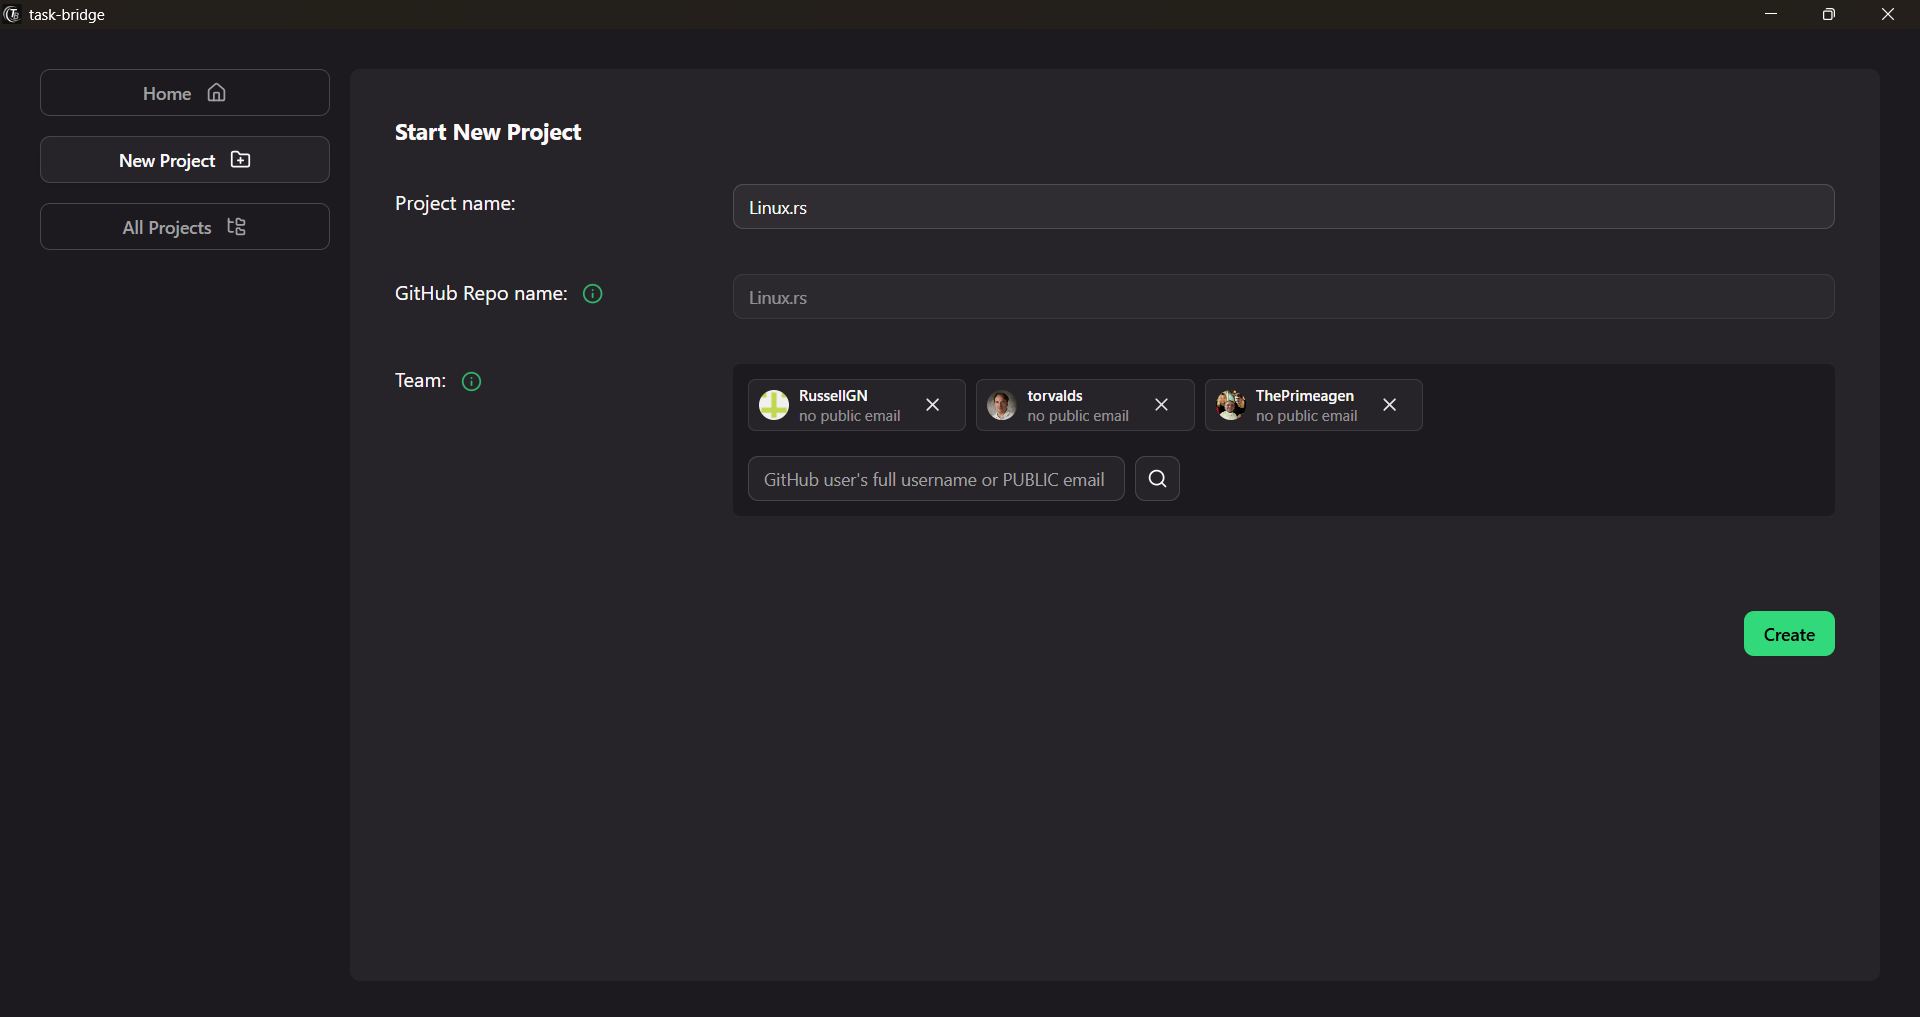 task-bridge
Home
New Project
All Projects
Start New Project
Project name:
Linux.rs
GitHub Repo name:
Linux.rs
Team:
RussellGN
no public email
torvalds
no public email
ThePrimeagen
no public email
GitHub user's full username or PUBLIC email
Create